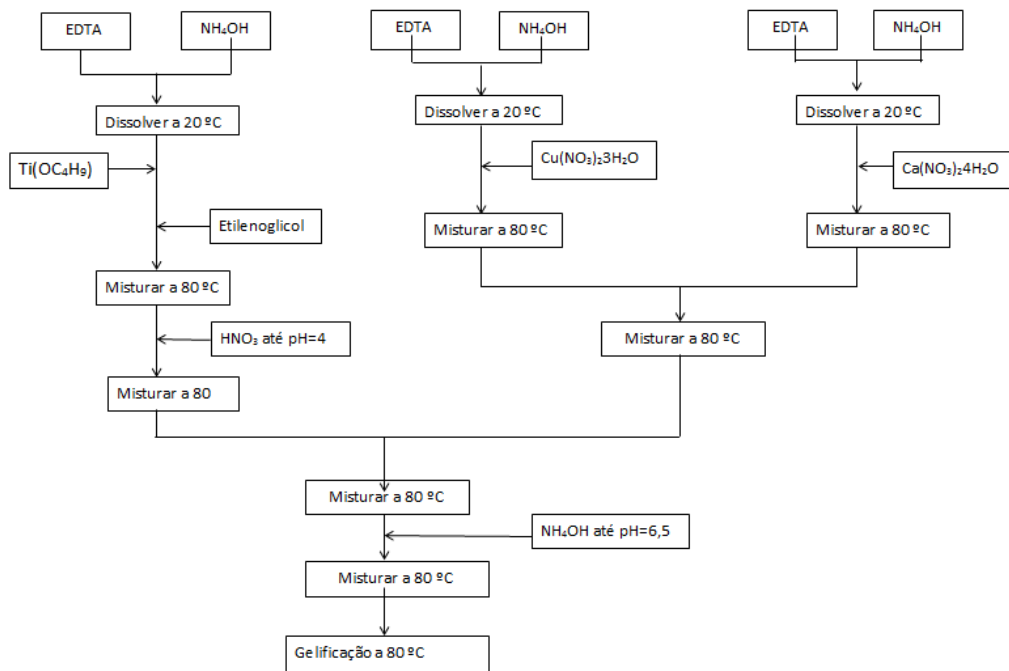 EDTA
NH₄OH
EDTA
NH₄OH
EDTA
NH₄OH
Dissolver a 20 ºC
Dissolver a 20 ºC
Dissolver a 20 ºC
Ti(OC₄H₉)
Cu(NO₃)₂3H₂O
Ca(NO₃)₂4H₂O
Etilenoglicol
Misturar a 80 ºC
Misturar a 80 ºC
Misturar a 80 ºC
HNO₃ até pH=4
Misturar a 80 ºC
Misturar a 80
Misturar a 80 ºC
NH₄OH até pH=6,5
Misturar a 80 ºC
Gelificação a 80 ºC